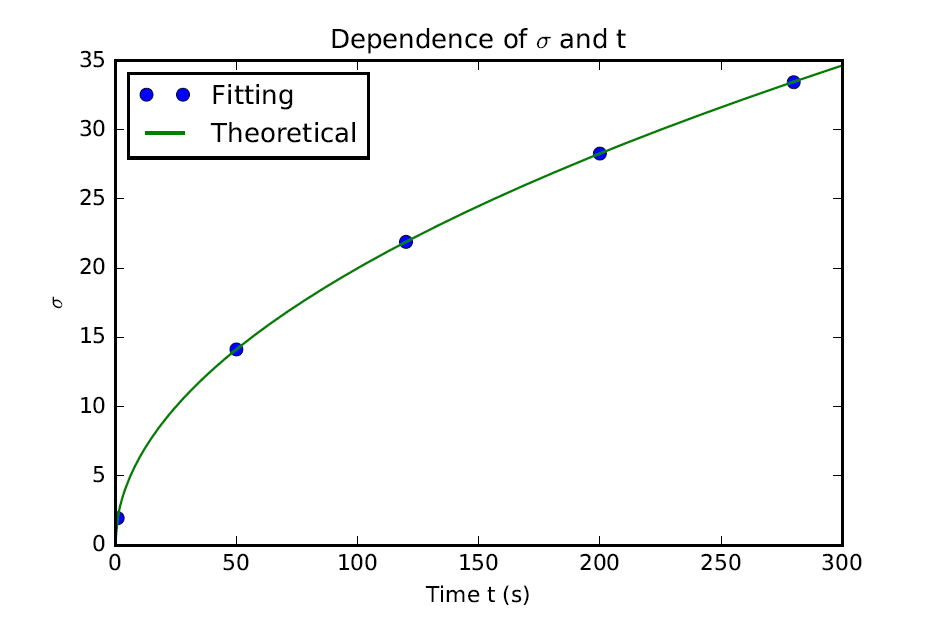 Dependence of σ and t
Fitting
Theoretical
35
30
25
20
15
10
5
0
σ
0 50 100 150 200 250 300
Time t (s)